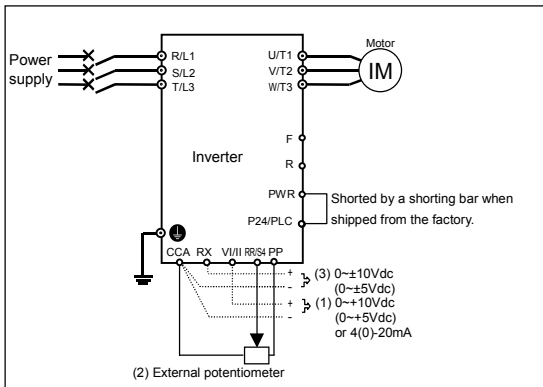 Power
supply
R/L1
S/L2
T/L3
U/T1
V/T2
W/T3
Motor
IM
F
R
Inverter
PWR
P24/PLC
Shorted by a shorting bar when
shipped from the factory.
CCA RX VI/II RR/S4 PP
+ (3) 0~±10Vdc
- (0~±5Vdc)
+ (1) 0~+10Vdc
- (0~+5Vdc)
or 4(0)-20mA
(2) External potentiometer